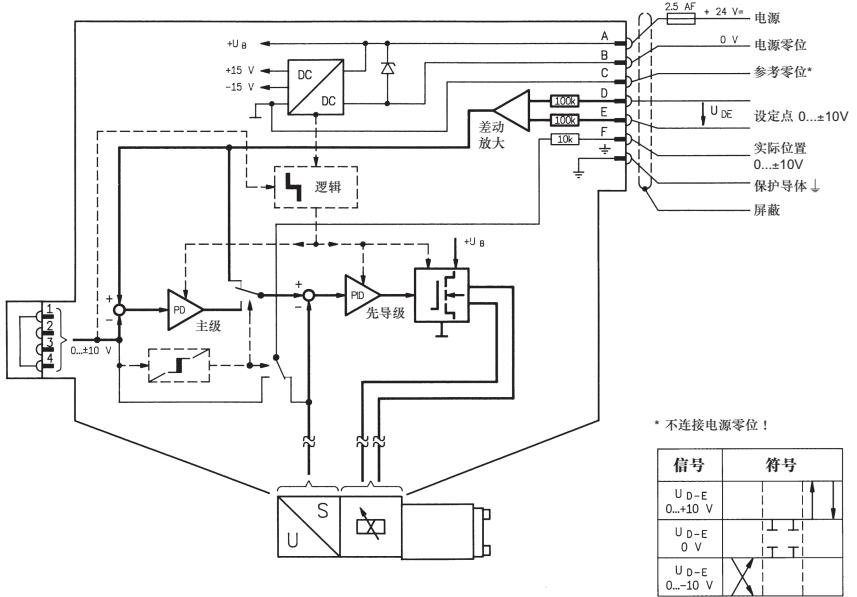 2.5 AF
+ 24 V=
电源
A
+U B
0 V
电源零位
B
+15 V
DC
C
参考零位*
-15 V
DC
D
100k
U DE
设定点 0...±10V
E
100k
差动
放大
F
10k
实际位置
0...±10V
保护导体
屏蔽
逻辑
+U B
+
-
PD
主级
+
-
PID
先导级
1
2
3
4
0...±10 V
* 不连接电源零位！
信号
符号
U D-E
0...+10 V
U D-E
0 V
U D-E
0...-10 V
S
U